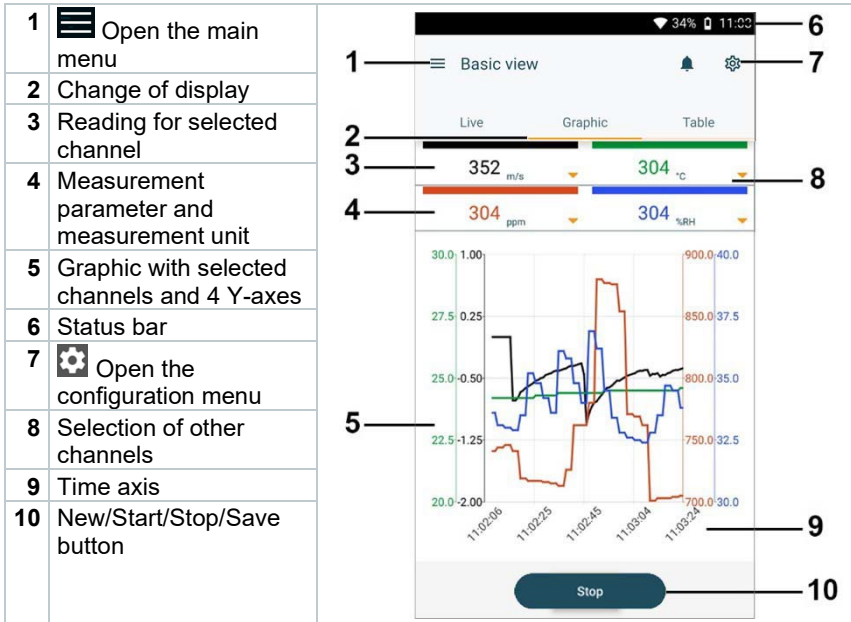 1 Open the main
menu
2 Change of display
3 Reading for selected
channel
4 Measurement
parameter and
measurement unit
5 Graphic with selected
channels and 4 Y-axes
6 Status bar
7 Open the
configuration menu
8 Selection of other
channels
9 Time axis
10 New/Start/Stop/Save
button
34% 11:00
6
1
Basic view
7
Live Graphic Table
2
3
352 m/s 304 °C
8
4
304 ppm 304 %RH
30.0 1.00 900.0 40.0
27.5 0.25 850.0 37.5
25.0 -0.50 800.0 35.0
5
22.5 -1.25 750.0 32.5
20.0 -2.00 700.0 30.0
11:02:06 11:02:25 11:02:45 11:03:04 11:03:24
9
Stop
10